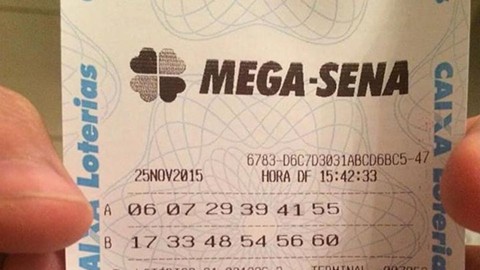 MEGA-SENA
6783-D6C7D3031ABCD6BC5-47
25NOV2015 HORA DF 15:42:33
A 06 07 29 39 41 55
B 17 33 48 54 56 60
TERMINAL
CAIXA Loterias
CAIXA